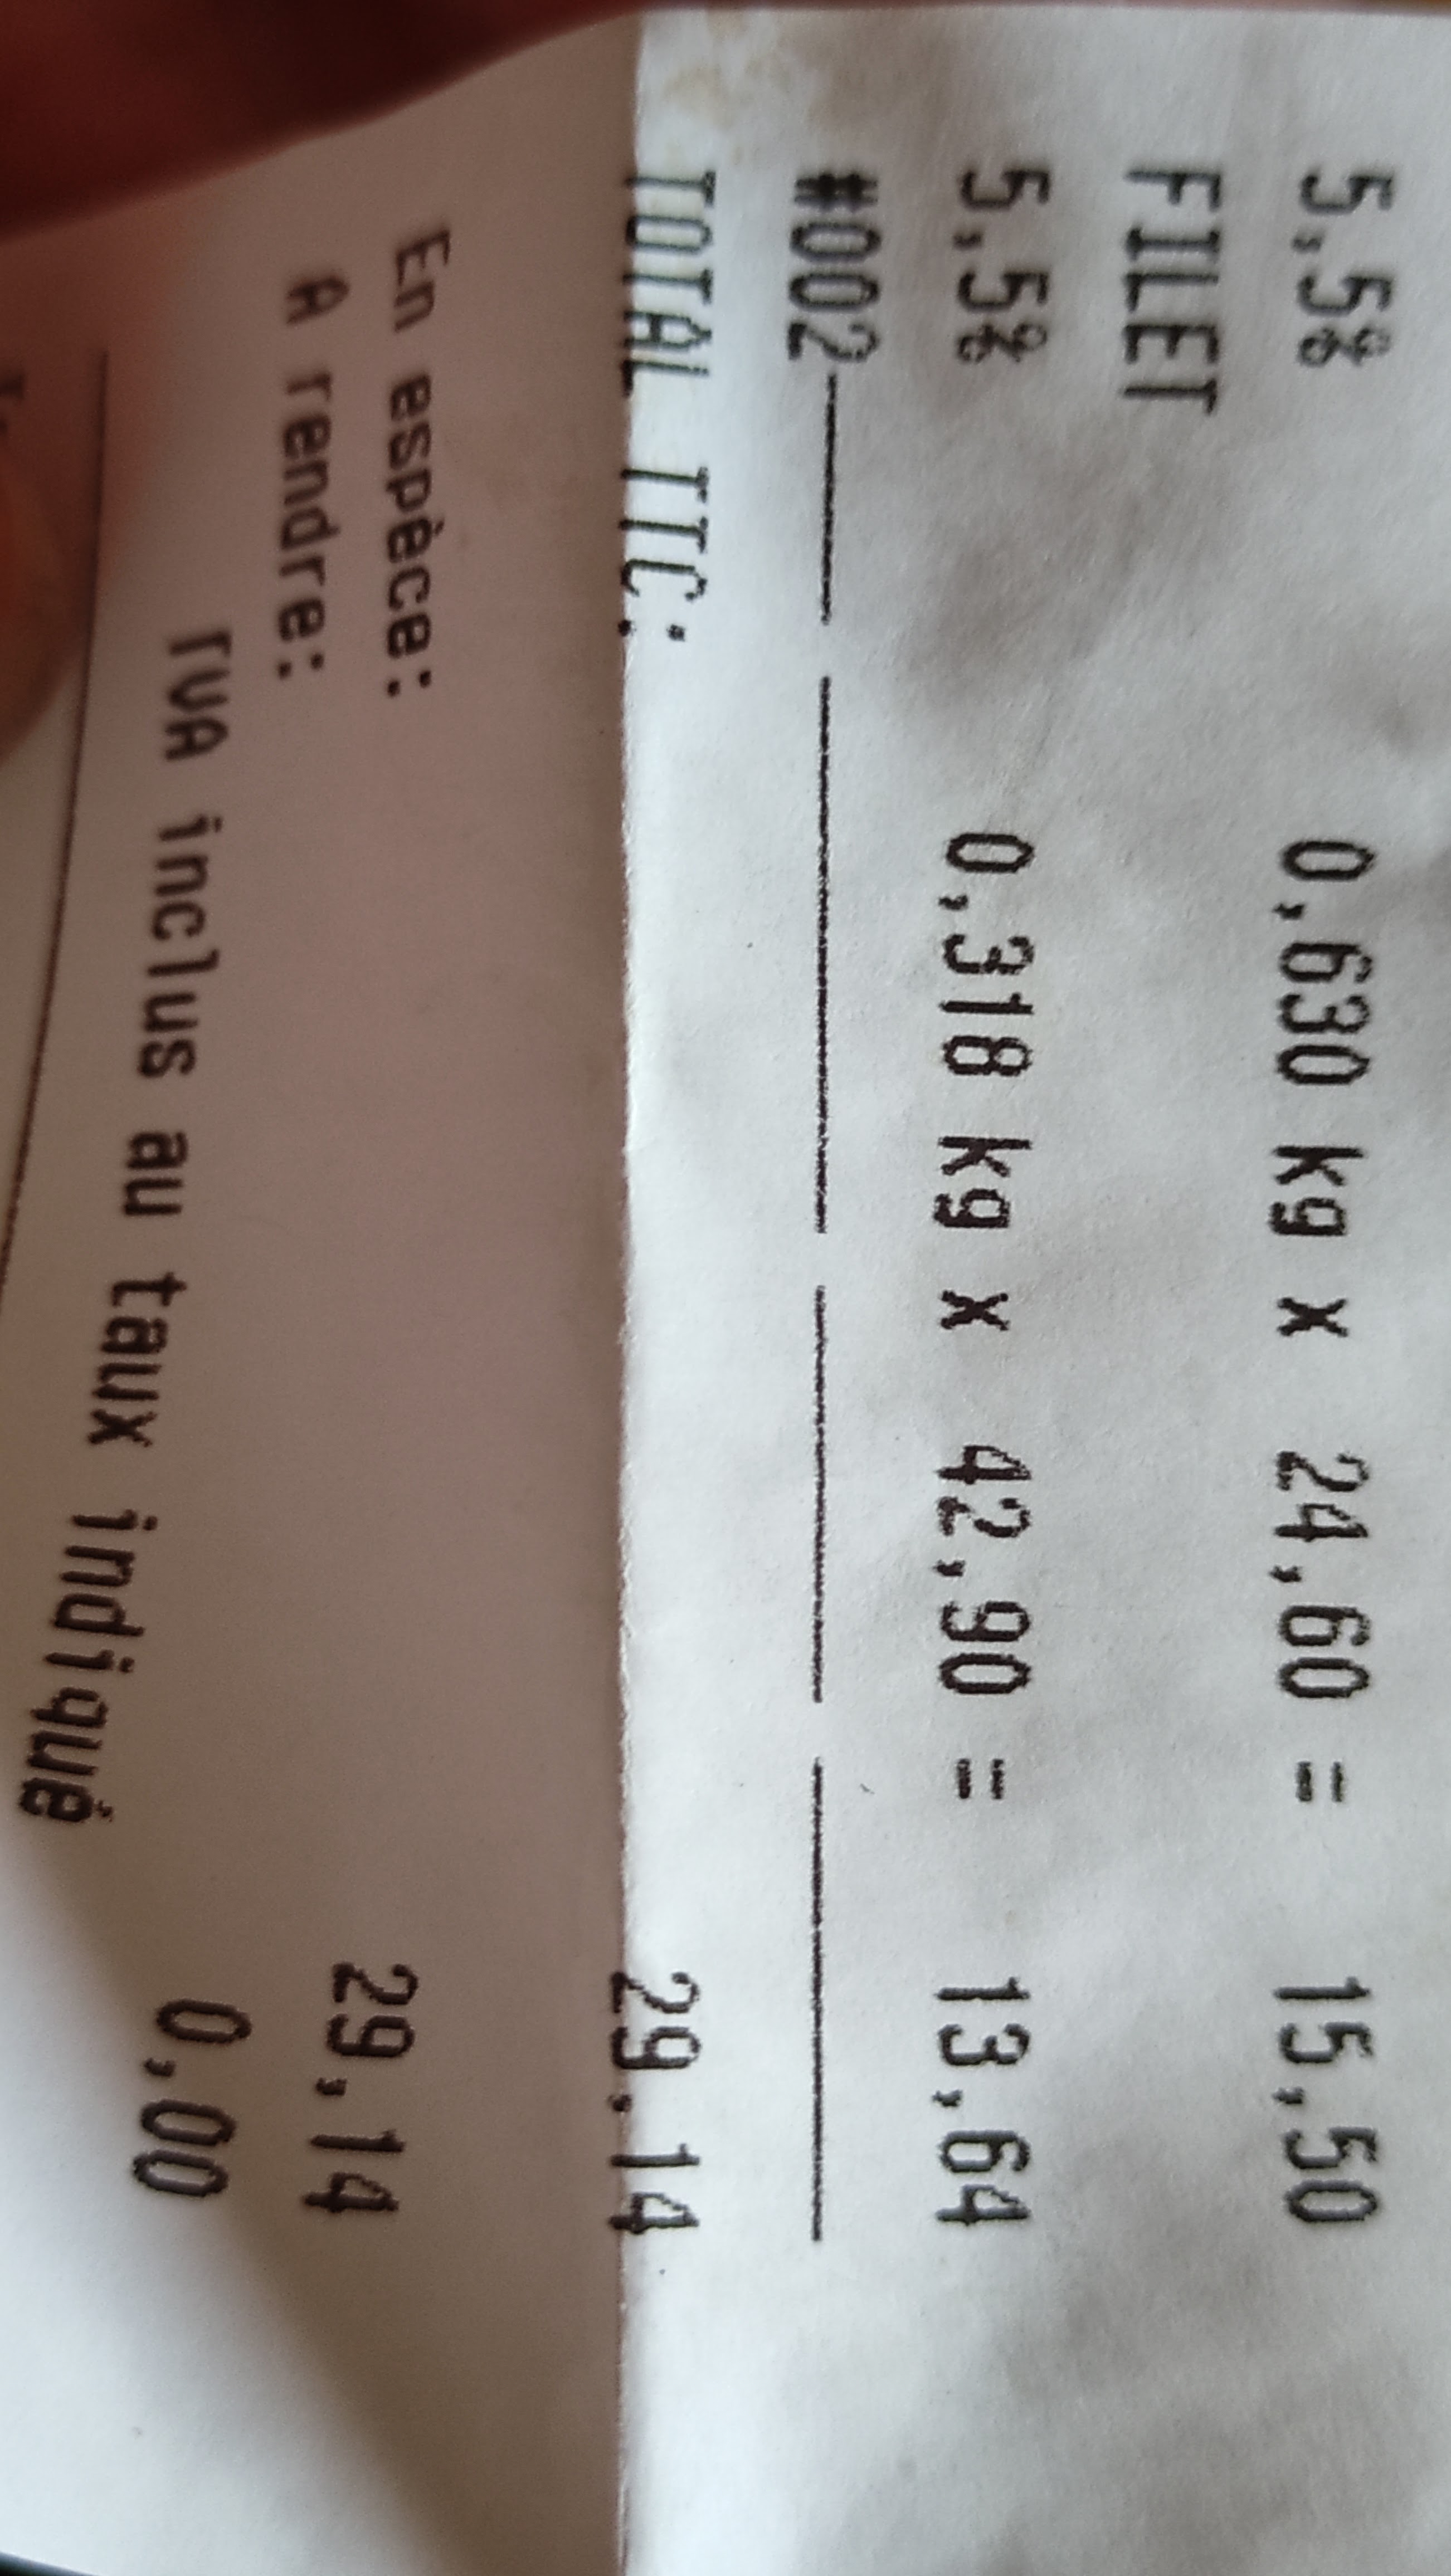 5,5% 0,630 kg x 24,60 = 15,50
FILET
5,5% 0,318 kg x 42,90 = 13,64
#002
TOTAL TTC: 29,14
En espèce: 29,14
A rendre: 0,00
TVA inclus au taux indiqué